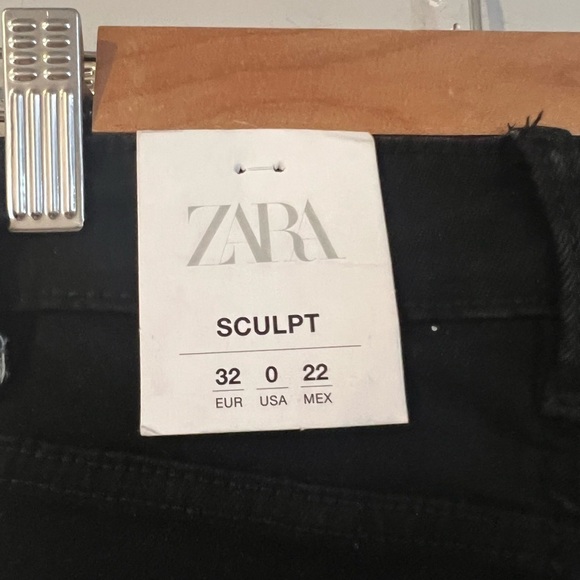 ZARA
SCULPT
32 0 22
EUR USA MEX